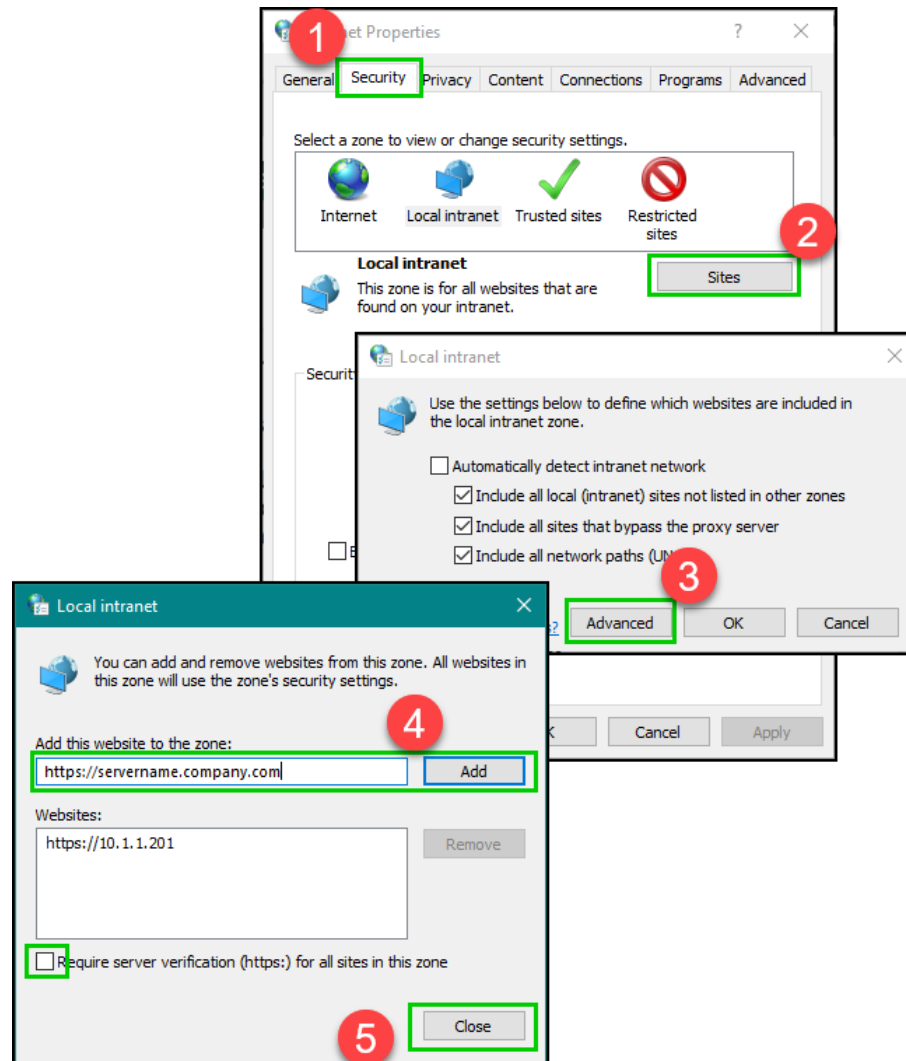 1
net Properties
?
General Security Privacy Content Connections Programs Advanced
Select a zone to view or change security settings.
Internet Local intranet Trusted sites Restricted
sites
2
Local intranet
Sites
This zone is for all websites that are
found on your intranet.
Local intranet
Securit
Use the settings below to define which websites are included in
the local intranet zone.
Automatically detect intranet network
Include all local (intranet) sites not listed in other zones
Include all sites that bypass the proxy server
Include all network paths (UN
3
s?
Advanced OK Cancel
Cancel Apply
Local intranet
You can add and remove websites from this zone. All websites in
this zone will use the zone's security settings.
4
Add this website to the zone:
https://servername.company.com Add
Websites:
https://10.1.1.201
Remove
Require server verification (https:) for all sites in this zone
Close
5